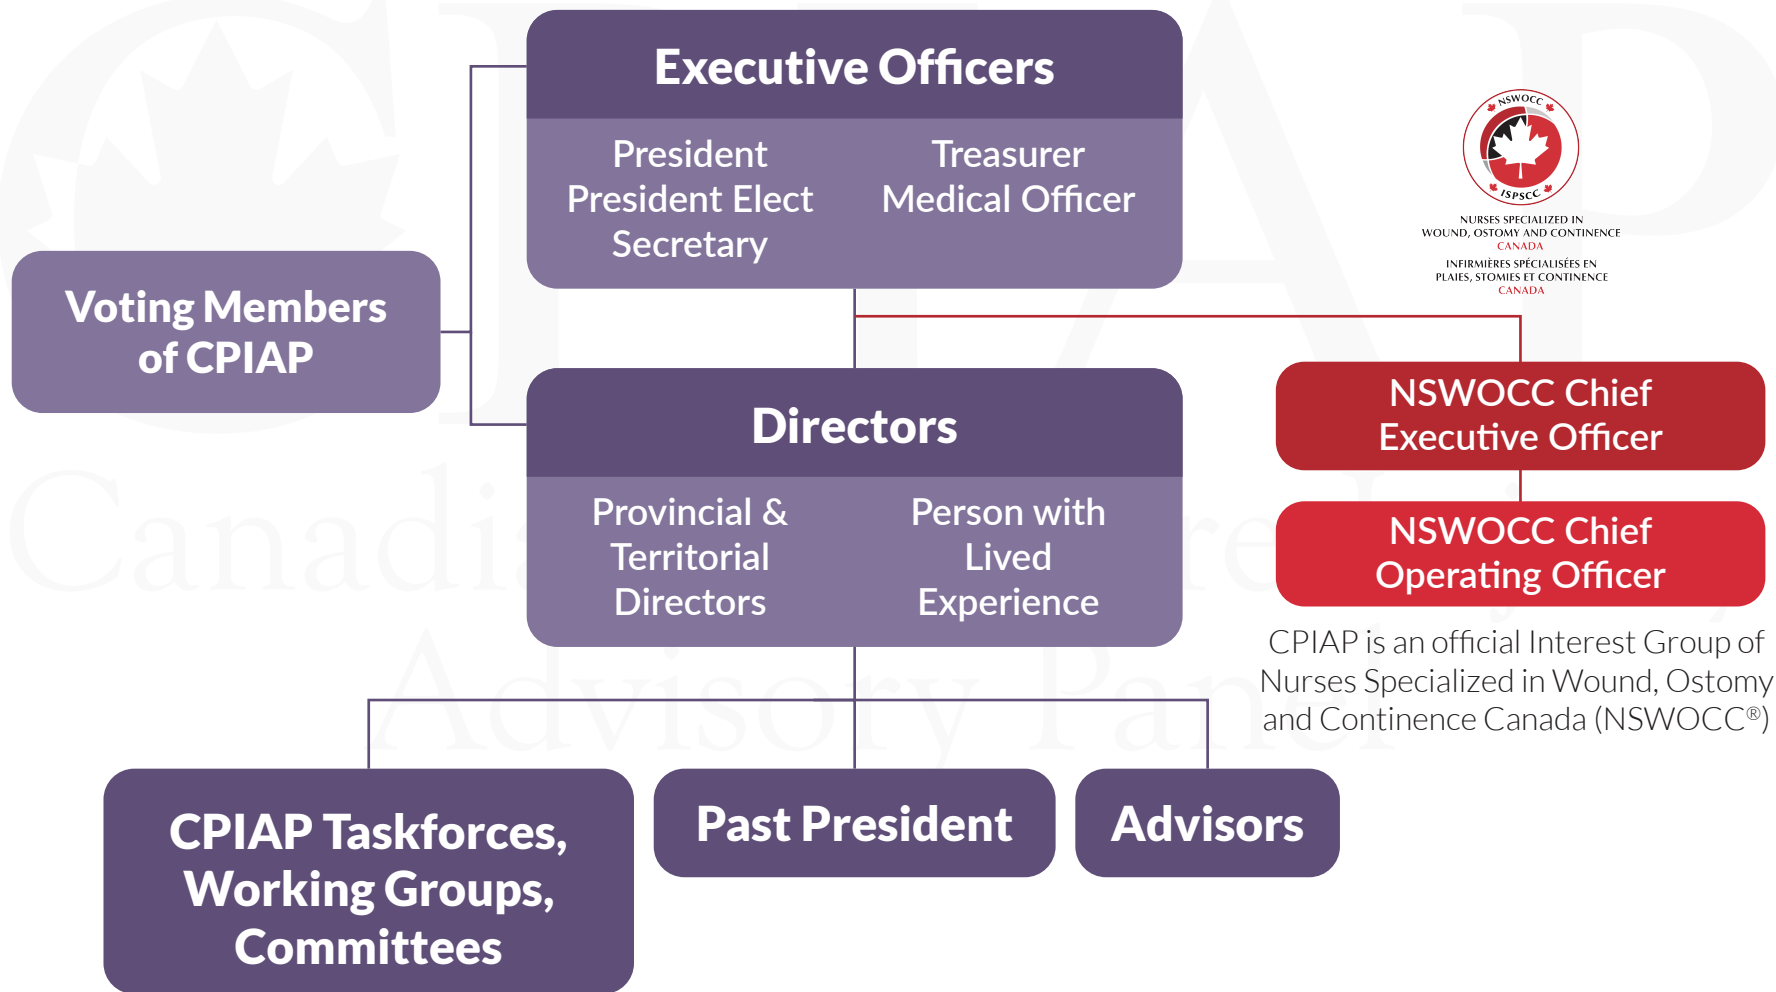 Executive Officers
President
President Elect
Secretary
Treasurer
Medical Officer
NSWOCC
ISPSCC
NURSES SPECIALIZED IN
WOUND, OSTOMY AND CONTINENCE
CANADA
INFIRMIÈRES SPÉCIALISÉES EN
PLAIES, STOMIES ET CONTINENCE
CANADA
Voting Members
of CPIAP
Directors
Provincial &
Territorial
Directors
Person with
Lived
Experience
NSWOCC Chief
Executive Officer
NSWOCC Chief
Operating Officer
CPIAP is an official Interest Group of
Nurses Specialized in Wound, Ostomy
and Continence Canada (NSWOCC®)
CPIAP Taskforces,
Working Groups,
Committees
Past President
Advisors
CPIAP
Advisory Panel